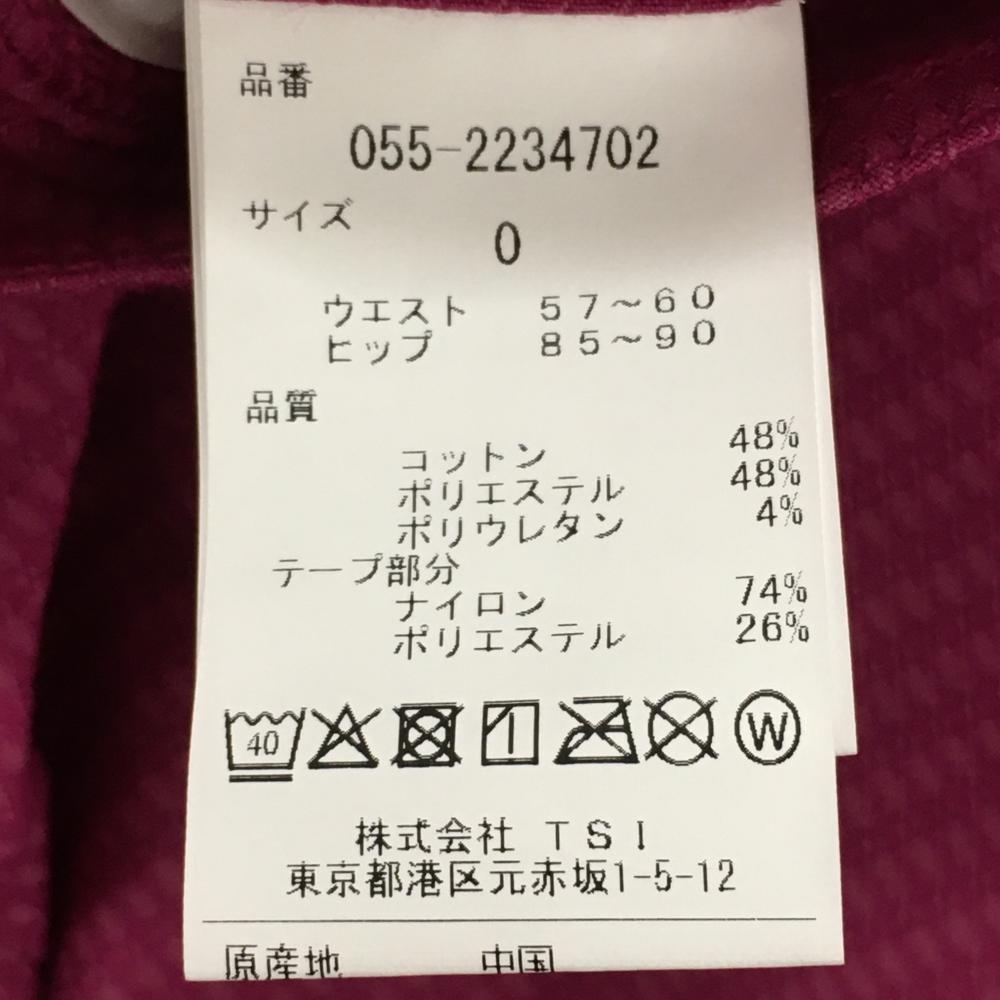 品番
055-2234702
サイズ
0
ウエスト 57～60
ヒップ 85～90
品質
コットン 48%
ポリエステル 48%
ポリウレタン 4%
テープ部分
ナイロン 74%
ポリエステル 26%
40 W
株式会社 TSI
東京都港区元赤坂1-5-12
原産地 中国